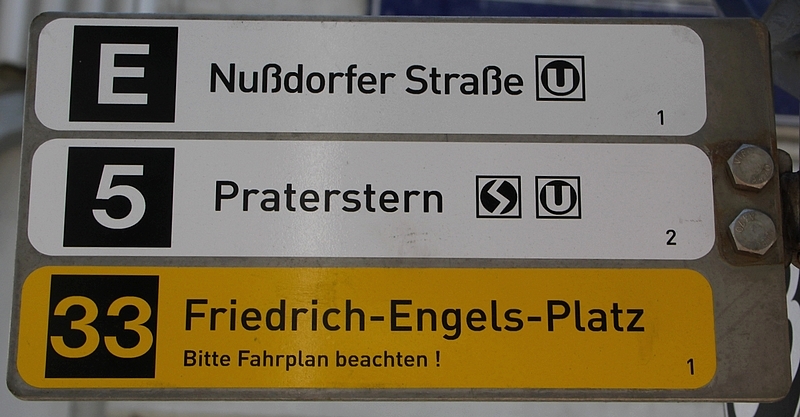 E Nußdorfer Straße U
1
5 Praterstern S U
2
33 Friedrich-Engels-Platz
Bitte Fahrplan beachten !
1